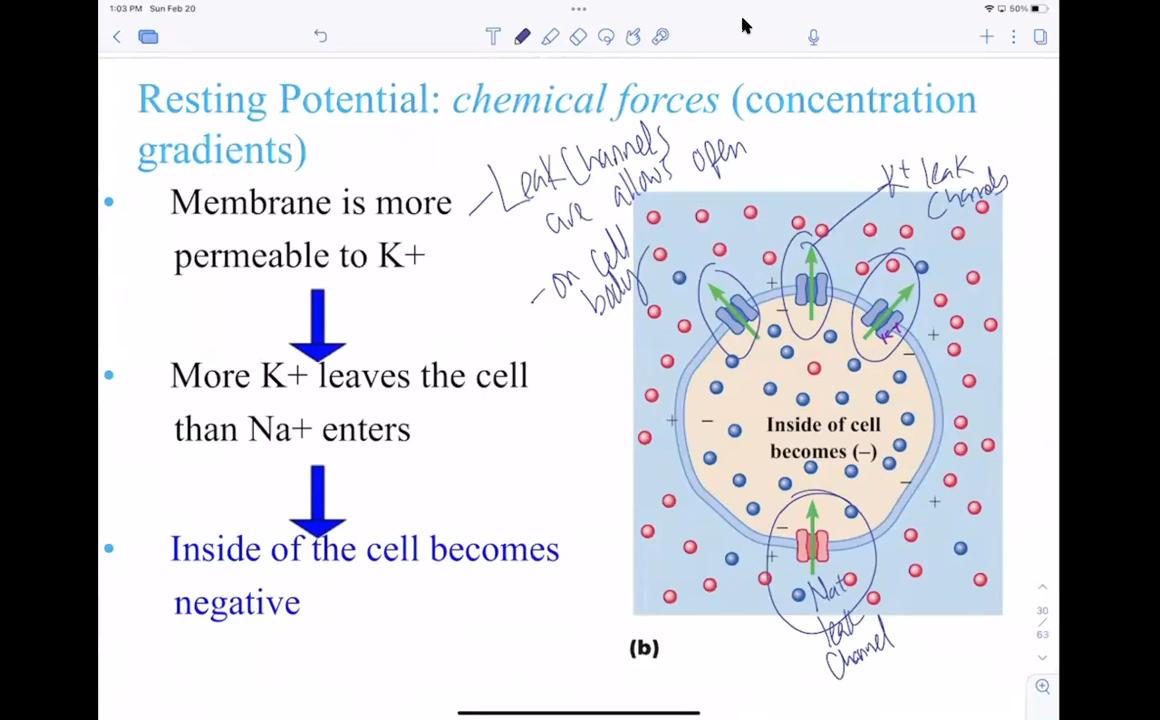 1:03 PM Sun Feb 20
50%
Resting Potential: chemical forces (concentration
gradients)
Leak Channels
are allows open
- on cell
body
K+ leak
Channels
• Membrane is more
permeable to K+
K+
• More K+ leaves the cell
than Na+ enters
Inside of cell
becomes (–)
• Inside of the cell becomes
negative
Na+
leak
Channel
(b)
30
/
63
+
–
+
–
+
–
+
–
–
+